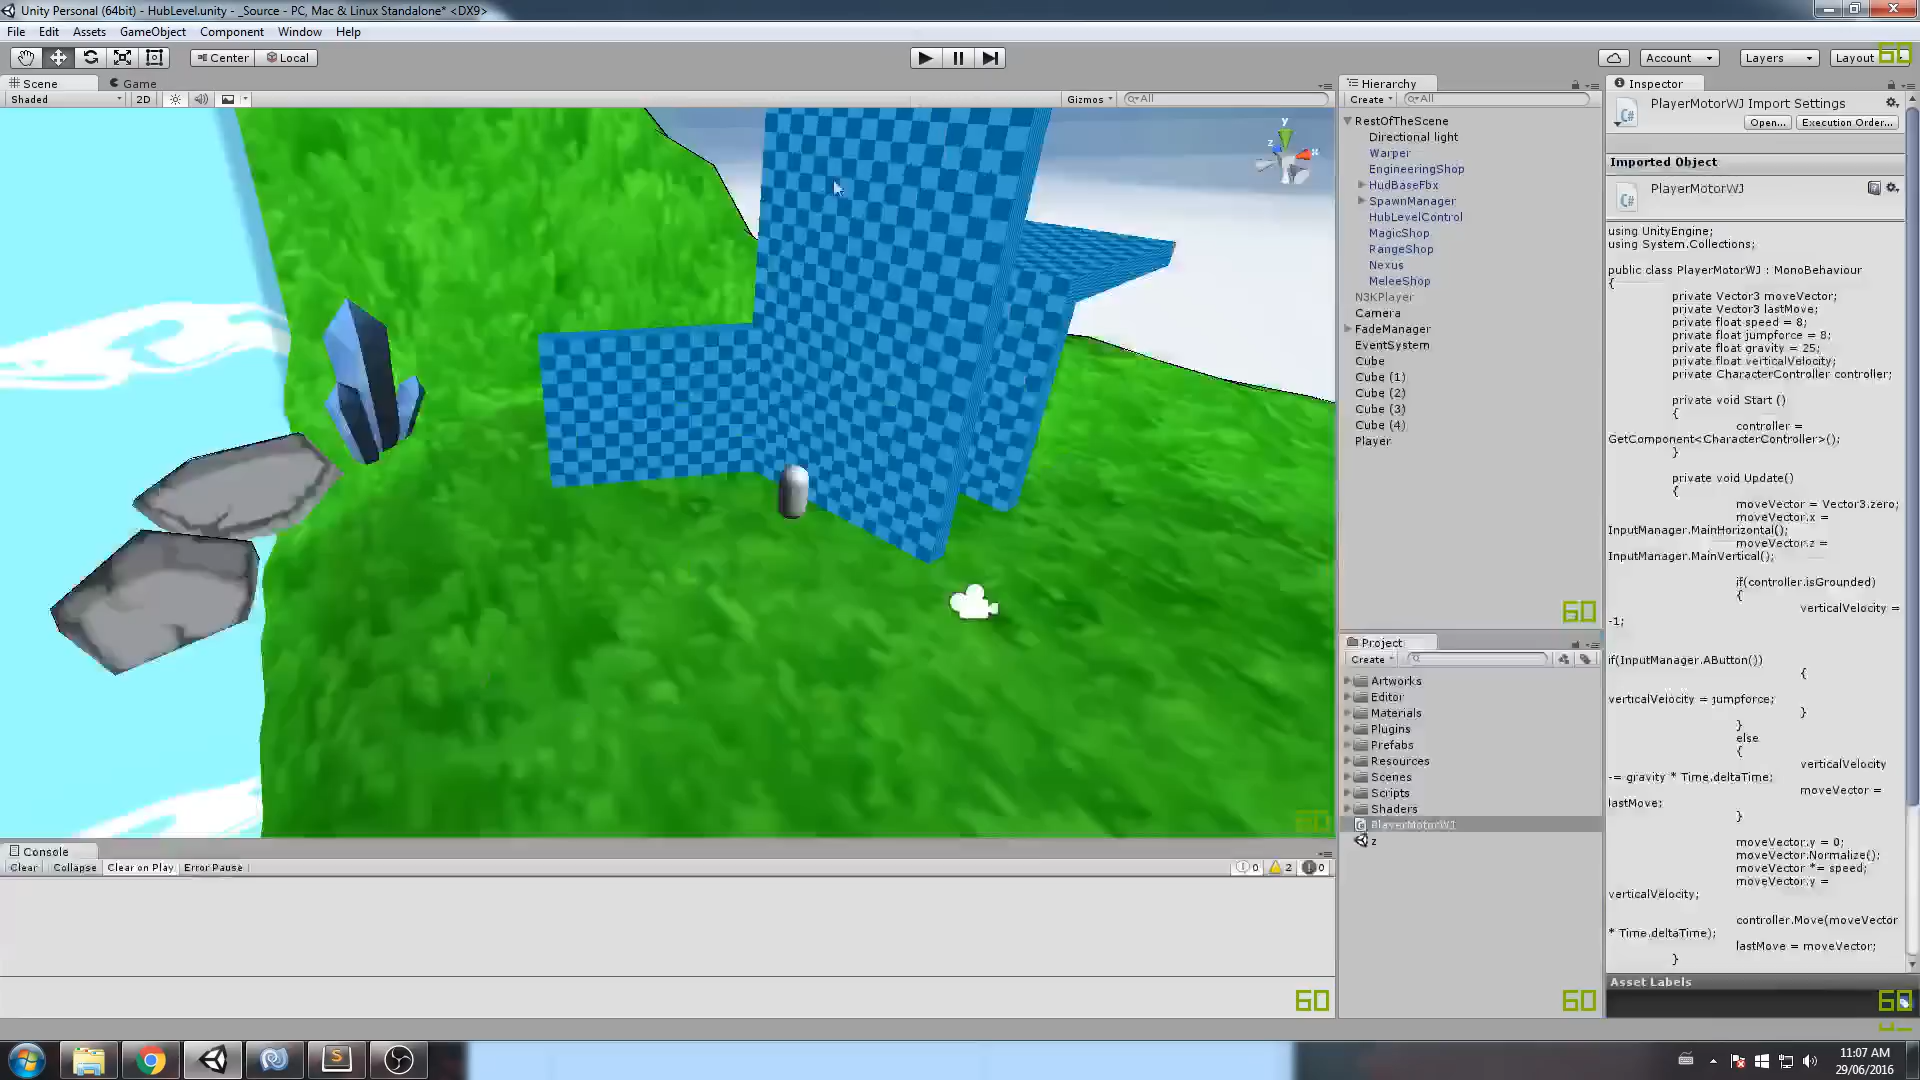 Unity Personal (64bit) - HubLevel.unity - _Source - PC, Mac & Linux Standalone* <DX9>
File Edit Assets GameObject Component Window Help
Center Local
Account Layers Layout
60
Scene Game
Shaded 2D Gizmos All
y
z
x
Console
Clear Collapse Clear on Play Error Pause
0 2 0
60
Hierarchy
Create All
RestOfTheScene
Directional light
Warper
EngineeringShop
HudBaseFbx
SpawnManager
HubLevelControl
MagicShop
RangeShop
Nexus
MeleeShop
N3KPlayer
Camera
FadeManager
EventSystem
Cube
Cube (1)
Cube (2)
Cube (3)
Cube (4)
Player
60
Project
Create
Artworks
Editor
Materials
Plugins
Prefabs
Resources
Scenes
Scripts
Shaders
PlayerMotorWJ
z
60
Inspector
PlayerMotorWJ Import Settings
Open... Execution Order...
Imported Object
PlayerMotorWJ
using UnityEngine;
using System.Collections;
public class PlayerMotorWJ : MonoBehaviour
{
private Vector3 moveVector;
private Vector3 lastMove;
private float speed = 8;
private float jumpforce = 8;
private float gravity = 25;
private float verticalVelocity;
private CharacterController controller;
private void Start ()
{
controller =
GetComponent<CharacterController>();
}
private void Update()
{
moveVector = Vector3.zero;
moveVector.x =
InputManager.MainHorizontal();
moveVector.z =
InputManager.MainVertical();
if(controller.isGrounded)
{
verticalVelocity =
-1;
if(InputManager.AButton())
{
verticalVelocity = jumpforce;
}
}
else
{
verticalVelocity
-= gravity * Time.deltaTime;
moveVector =
lastMove;
}
moveVector.y = 0;
moveVector.Normalize();
moveVector *= speed;
moveVector.y =
verticalVelocity;
controller.Move(moveVector
* Time.deltaTime);
lastMove = moveVector;
}
Asset Labels
60
11:07 AM
29/06/2016